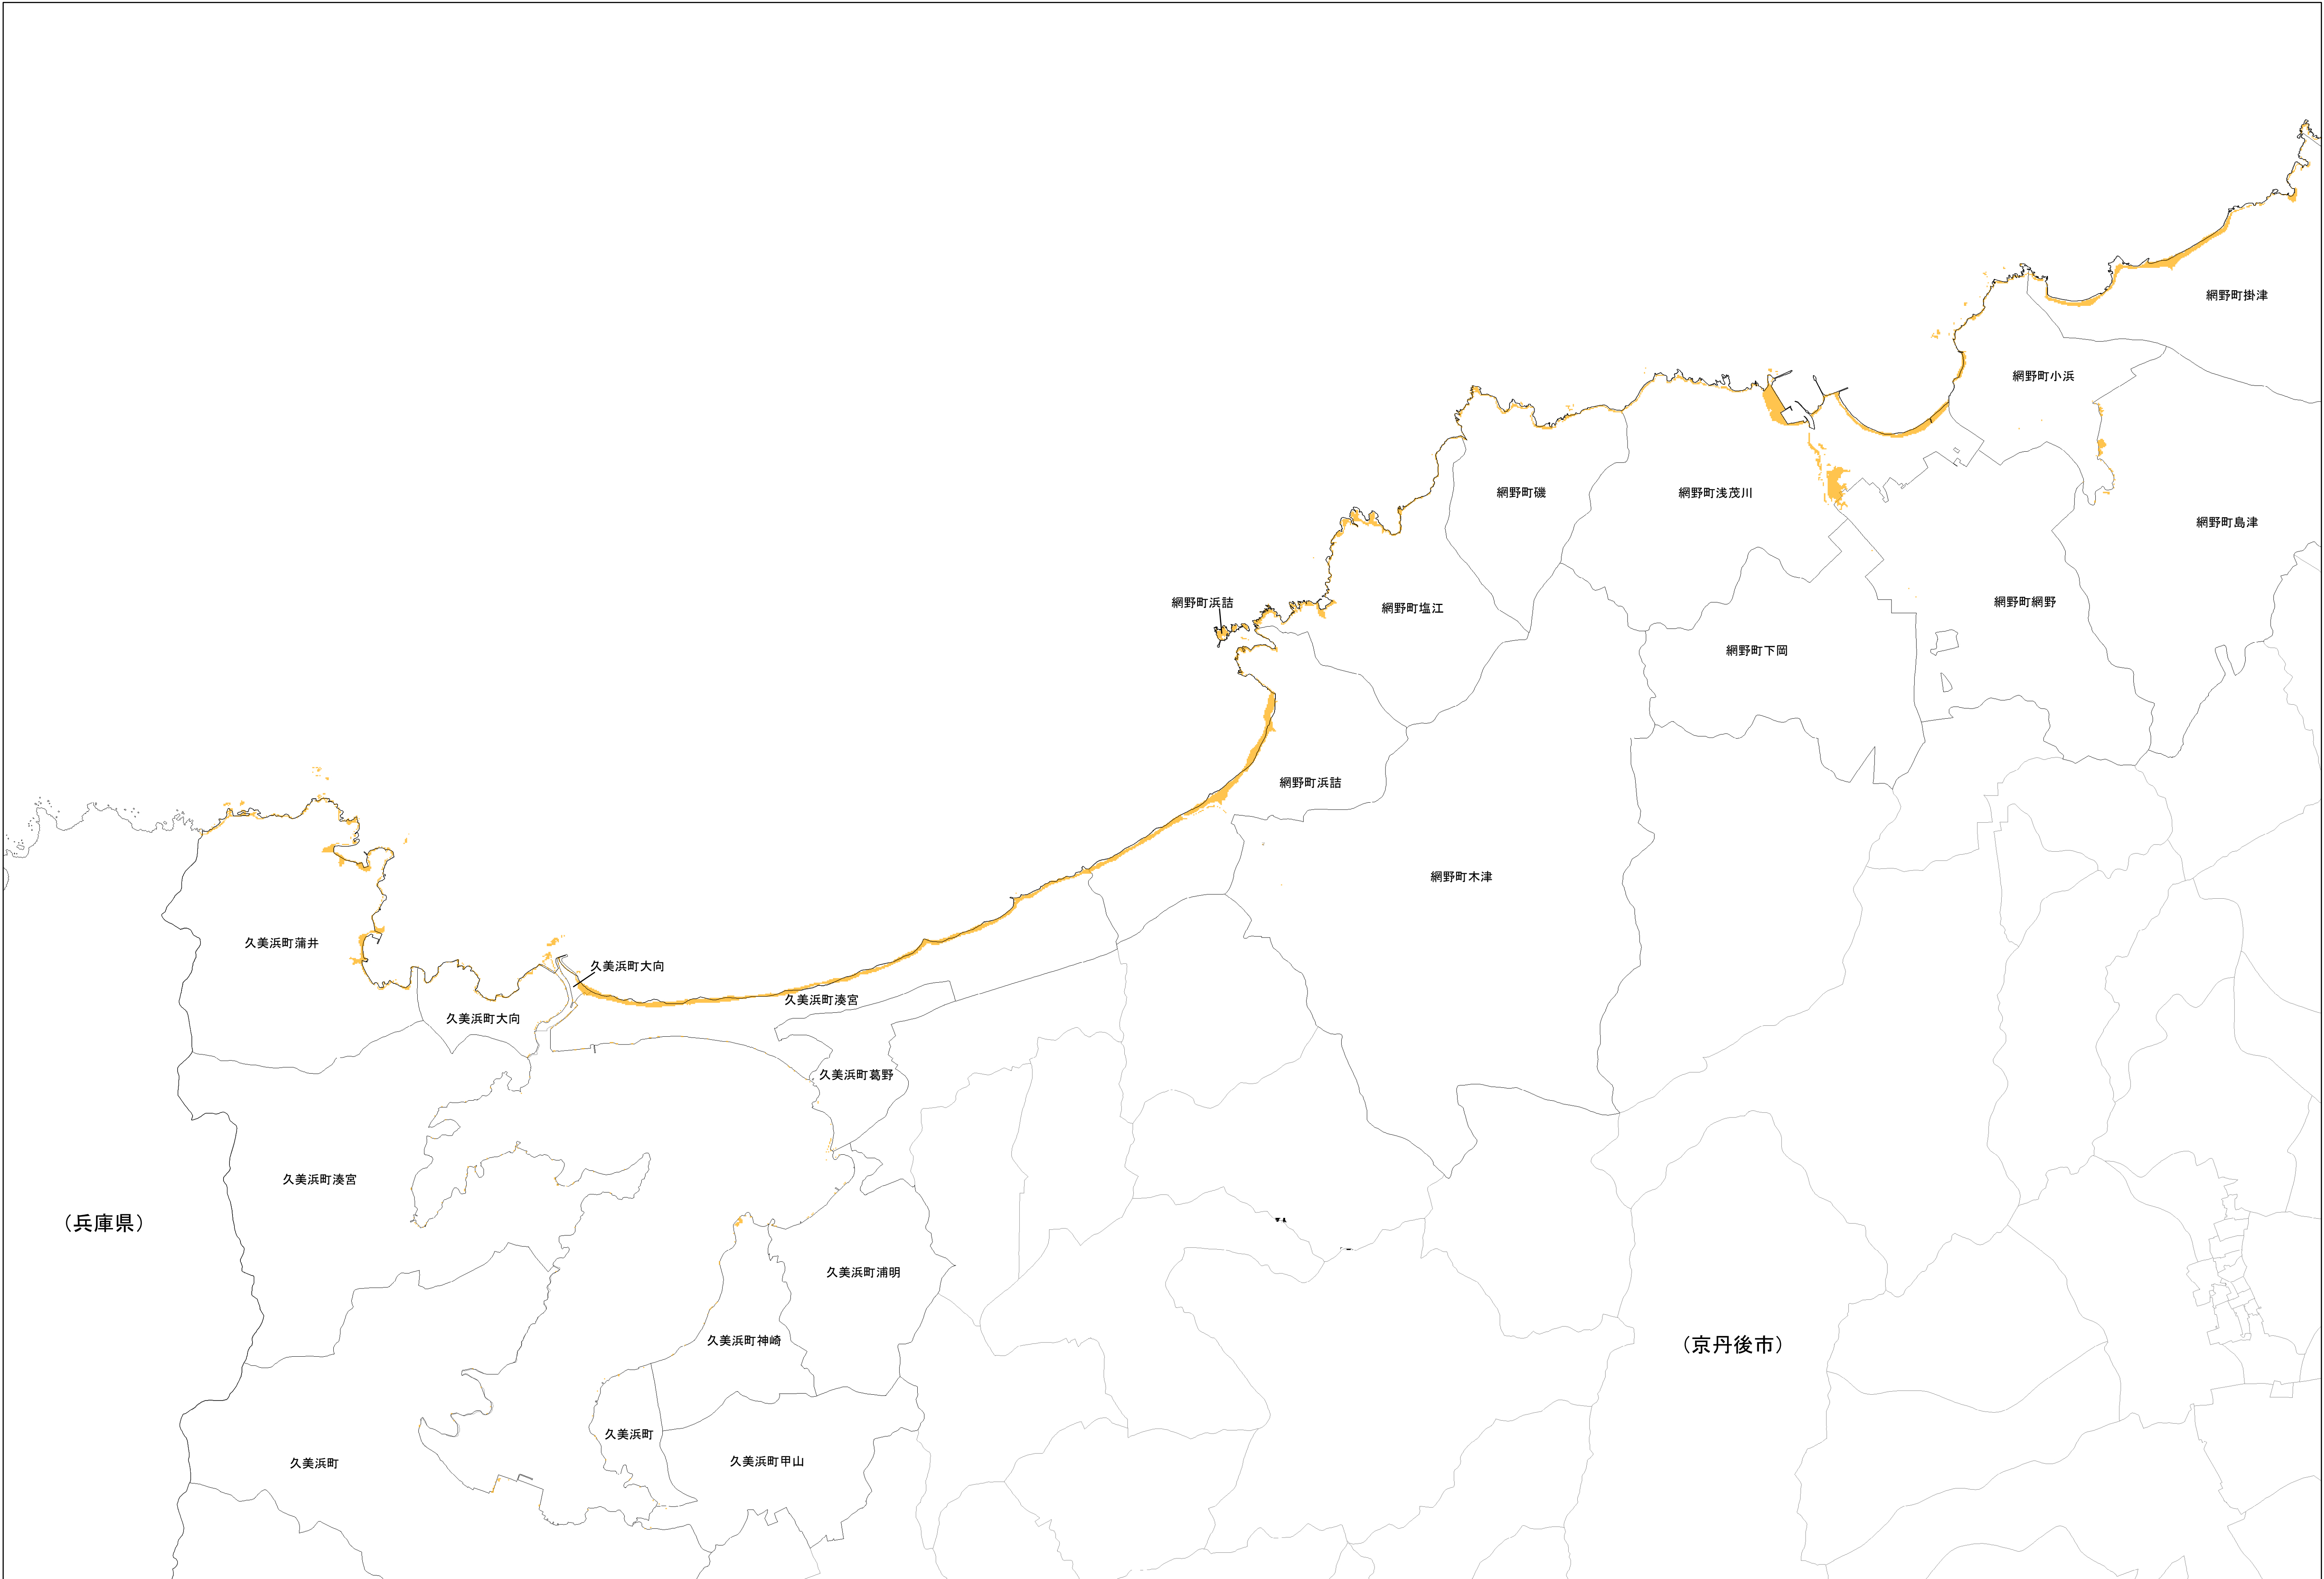 網野町掛津
網野町小浜
網野町磯
網野町浅茂川
網野町島津
網野町浜詰
網野町塩江
網野町網野
網野町下岡
網野町浜詰
網野町木津
久美浜町蒲井
久美浜町大向
久美浜町湊宮
久美浜町大向
久美浜町葛野
久美浜町湊宮
（兵庫県）
久美浜町浦明
久美浜町神崎
（京丹後市）
久美浜町
久美浜町甲山
久美浜町